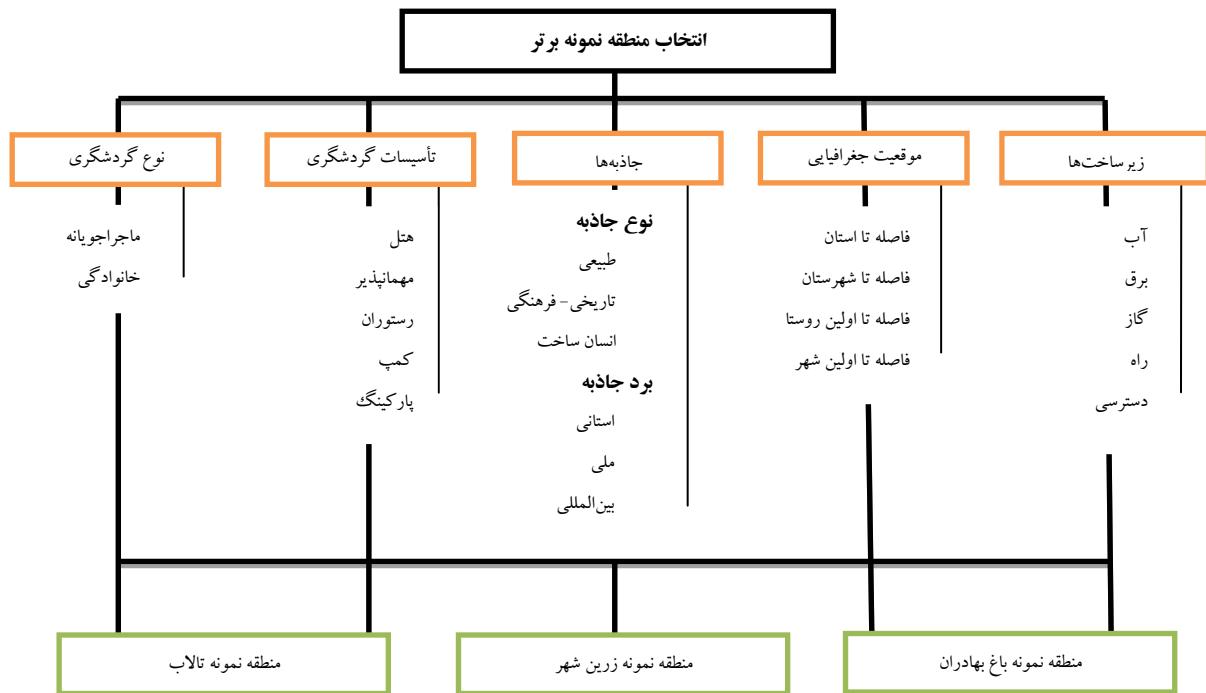 انتخاب منطقه نمونه برتر
زیرساخت‌ها
آب
برق
گاز
راه
دسترسی
موقعیت جغرافیایی
فاصله تا استان
فاصله تا شهرستان
فاصله تا اولین روستا
فاصله تا اولین شهر
جاذبه‌ها
نوع جاذبه
طبیعی
تاریخی- فرهنگی
انسان ساخت
برد جاذبه
استانی
ملی
بین‌المللی
تأسیسات گردشگری
هتل
مهمانپذیر
رستوران
کمپ
پارکینگ
نوع گردشگری
ماجراجویانه
خانوادگی
منطقه نمونه باغ بهادران
منطقه نمونه زرین شهر
منطقه نمونه تالاب